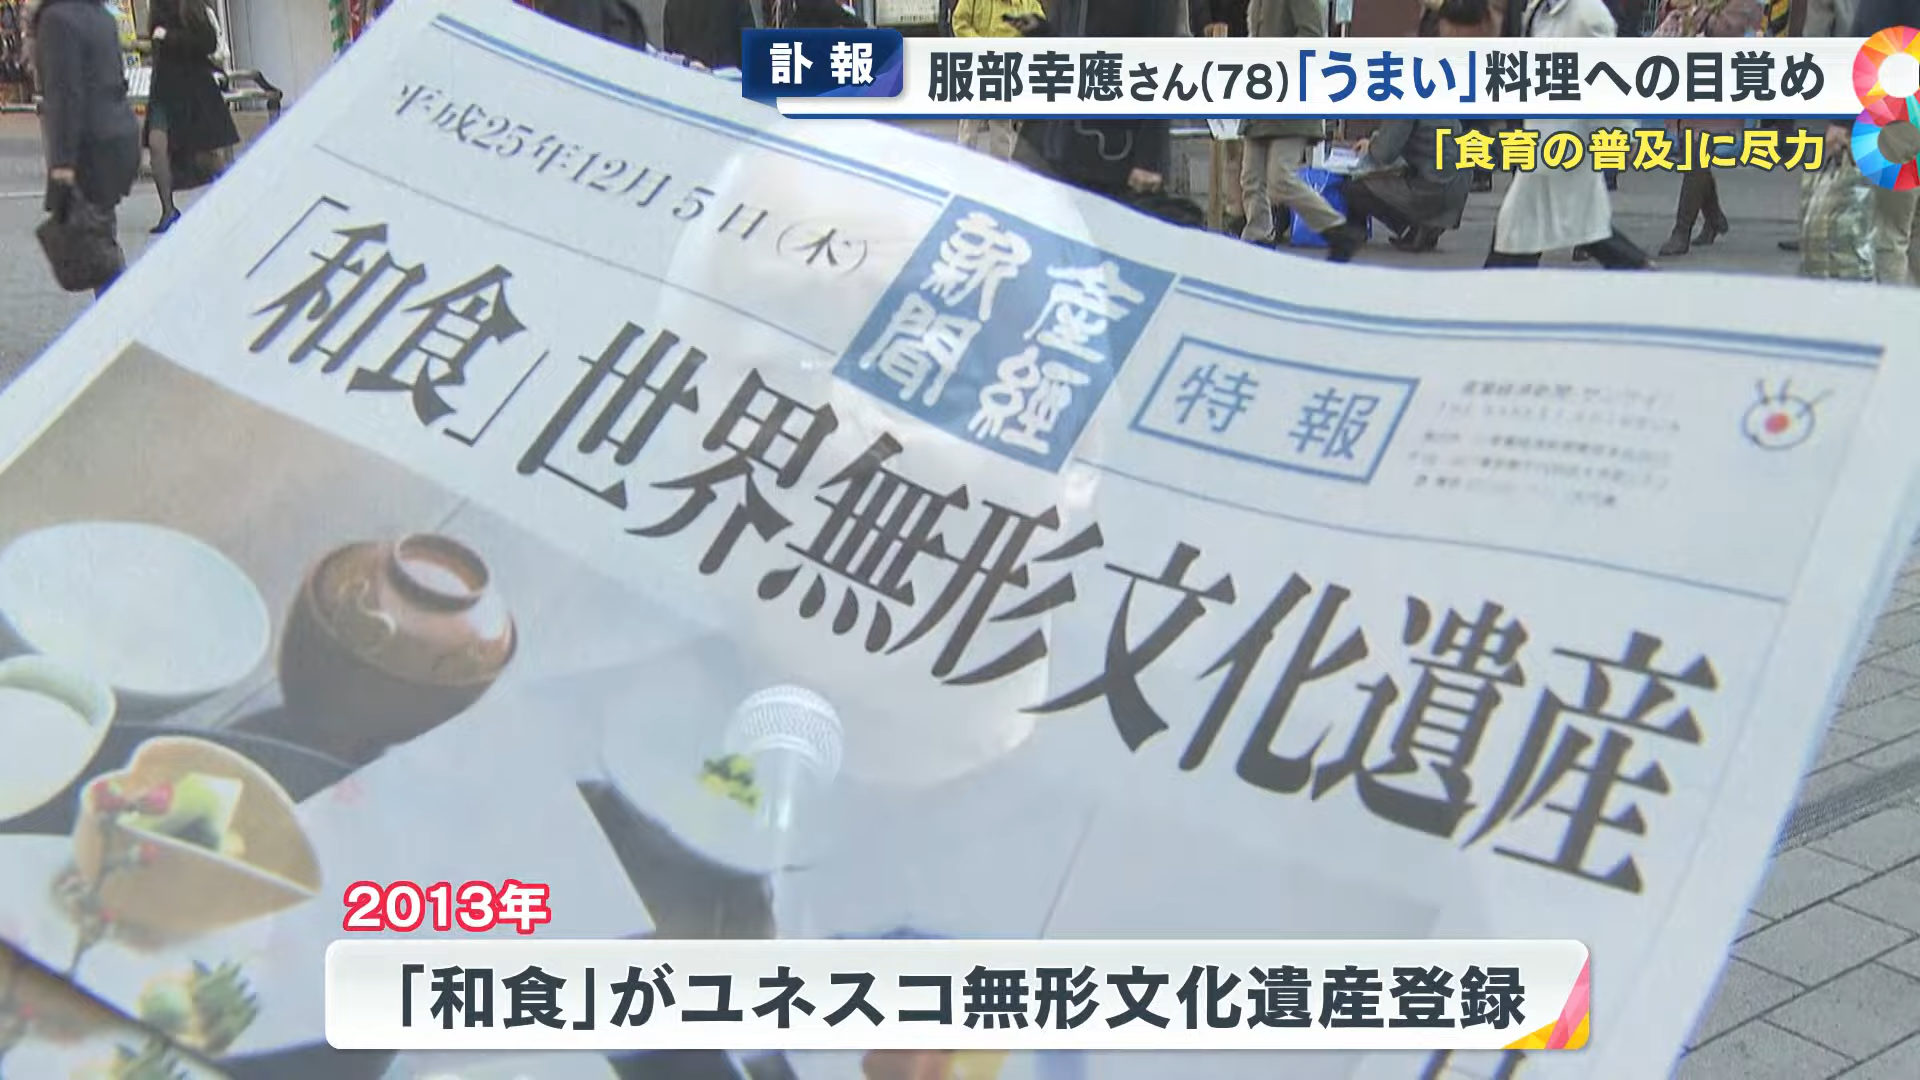 訃報
服部幸應さん(78)「うまい」料理への目覚め
「食育の普及」に尽力
平成25年12月5日(木)
産経新聞
特報
「和食」世界無形文化遺産
2013年
「和食」がユネスコ無形文化遺産登録